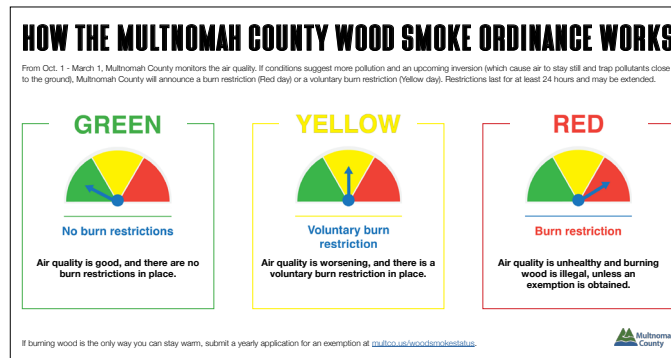 HOW THE MULTNOMAH COUNTY WOOD SMOKE ORDINANCE WORKS
From Oct. 1 - March 1, Multnomah County monitors the air quality. If conditions suggest more pollution and an upcoming inversion (which cause air to stay still and trap pollutants close
to the ground), Multnomah County will announce a burn restriction (Red day) or a voluntary burn restriction (Yellow day). Restrictions last for at least 24 hours and may be extended.
GREEN
No burn restrictions
Air quality is good, and there are no
burn restrictions in place.
YELLOW
Voluntary burn
restriction
Air quality is worsening, and there is a
voluntary burn restriction in place.
RED
Burn restriction
Air quality is unhealthy and burning
wood is illegal, unless an
exemption is obtained.
If burning wood is the only way you can stay warm, submit a yearly application for an exemption at multco.us/woodsmokestatus.
Multnoma
County